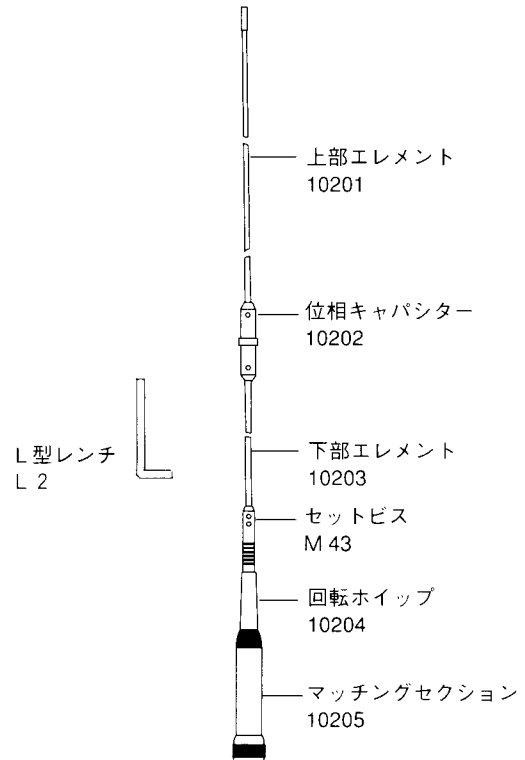 上部エレメント
10201
位相キャパシター
10202
L型レンチ
L 2
下部エレメント
10203
セットビス
M 43
回転ホイップ
10204
マッチングセクション
10205